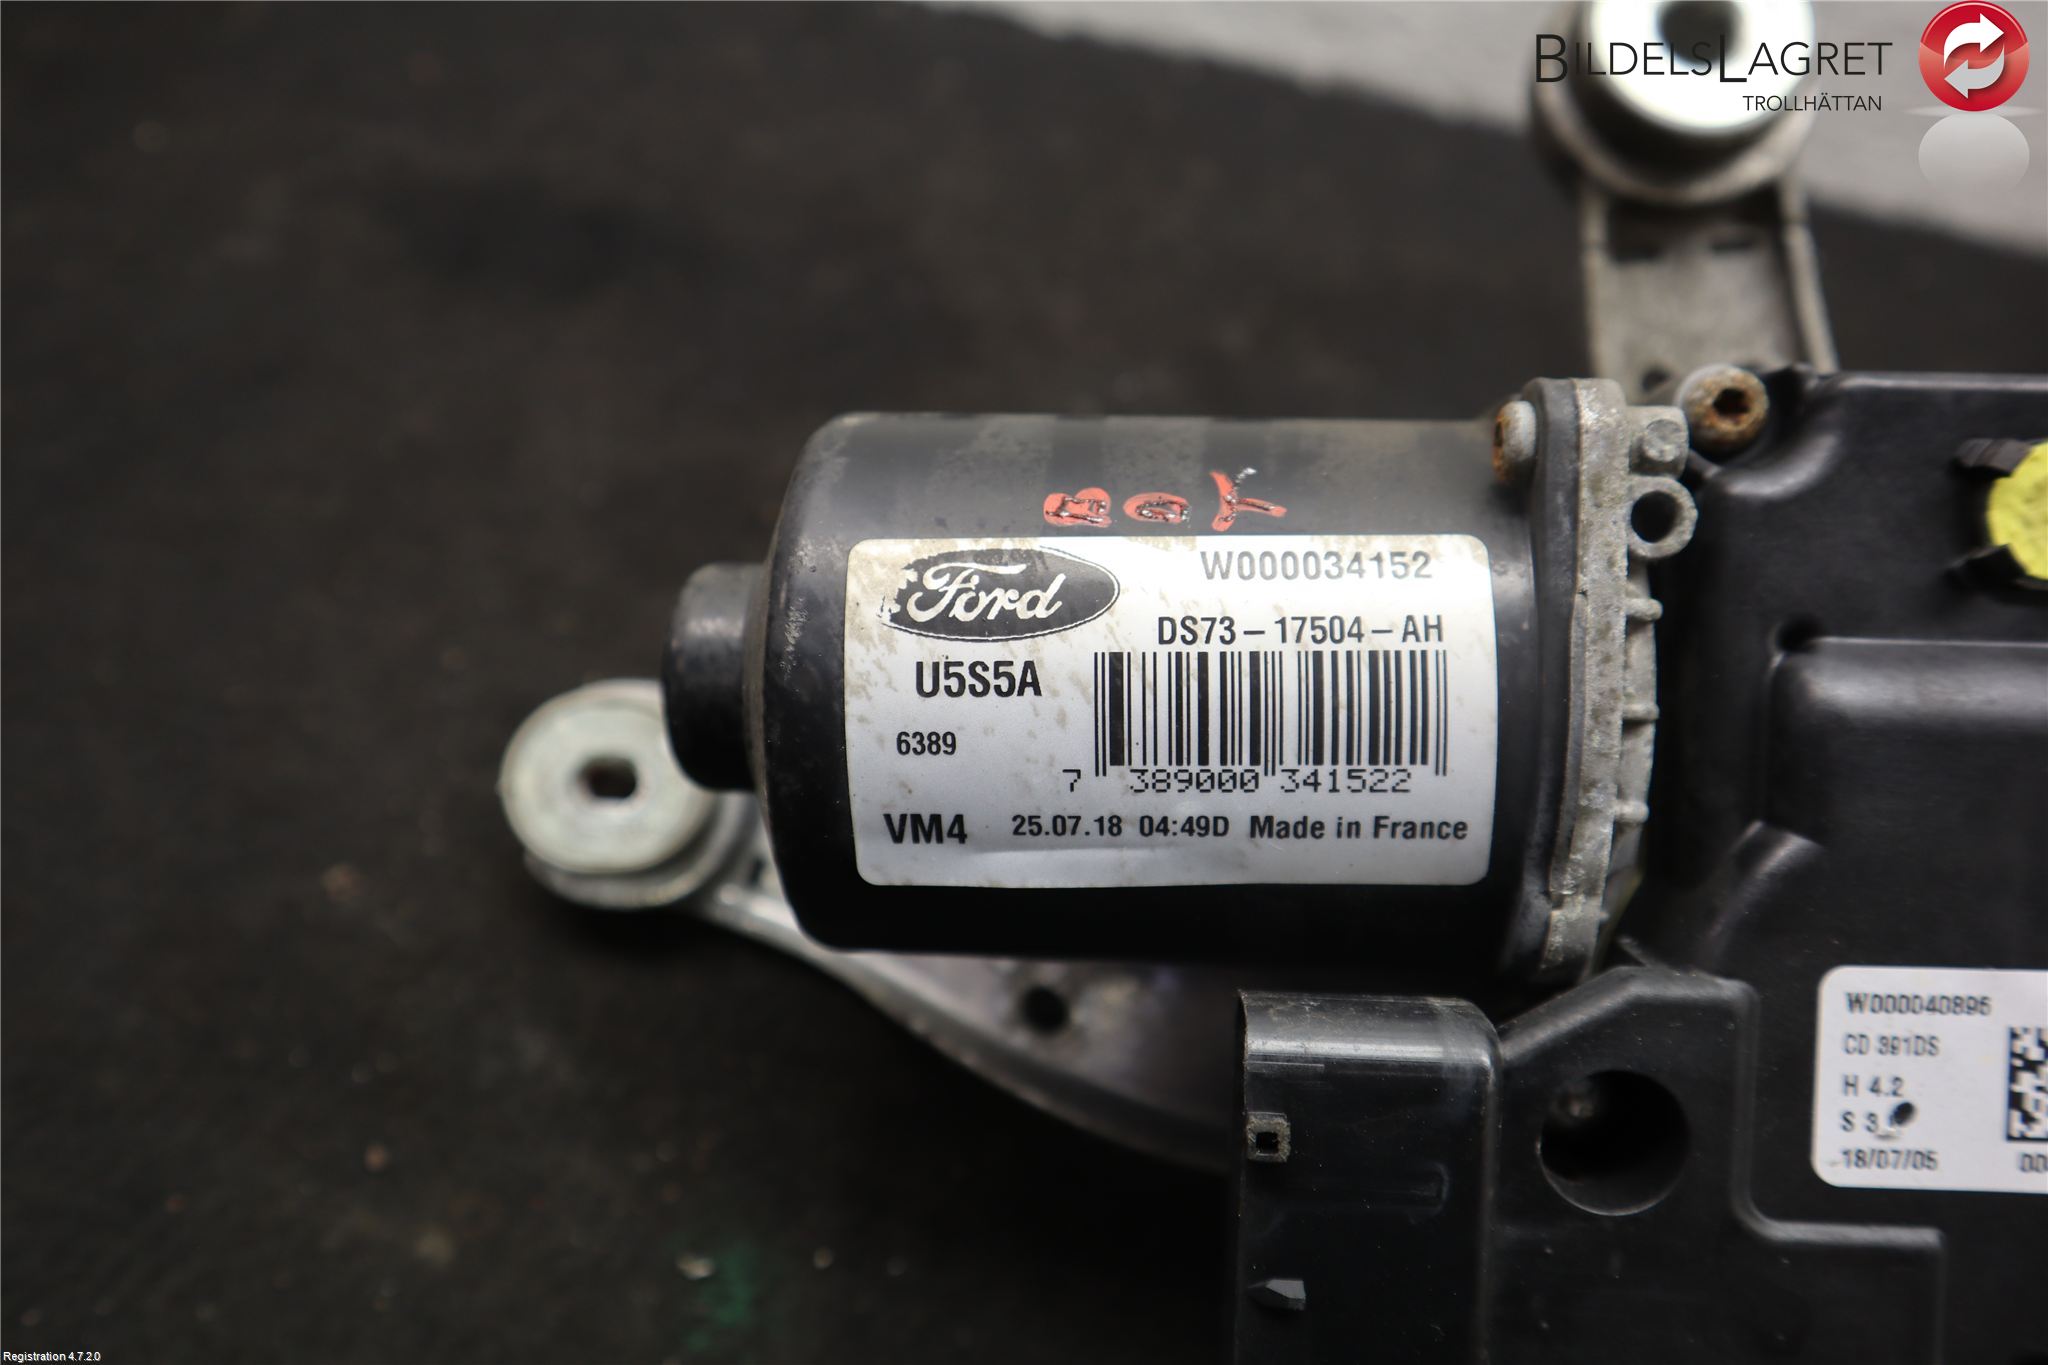 BILDELSLAGRET
TROLLHÄTTAN
Ford
W000034152
DS73-17504-AH
U5S5A
6389
7 389000 341522
VM4 25.07.18 04:49D Made in France
W000040895
CD 391DS
H 4.2
S 3
18/07/05
Registration 4.7.2.0